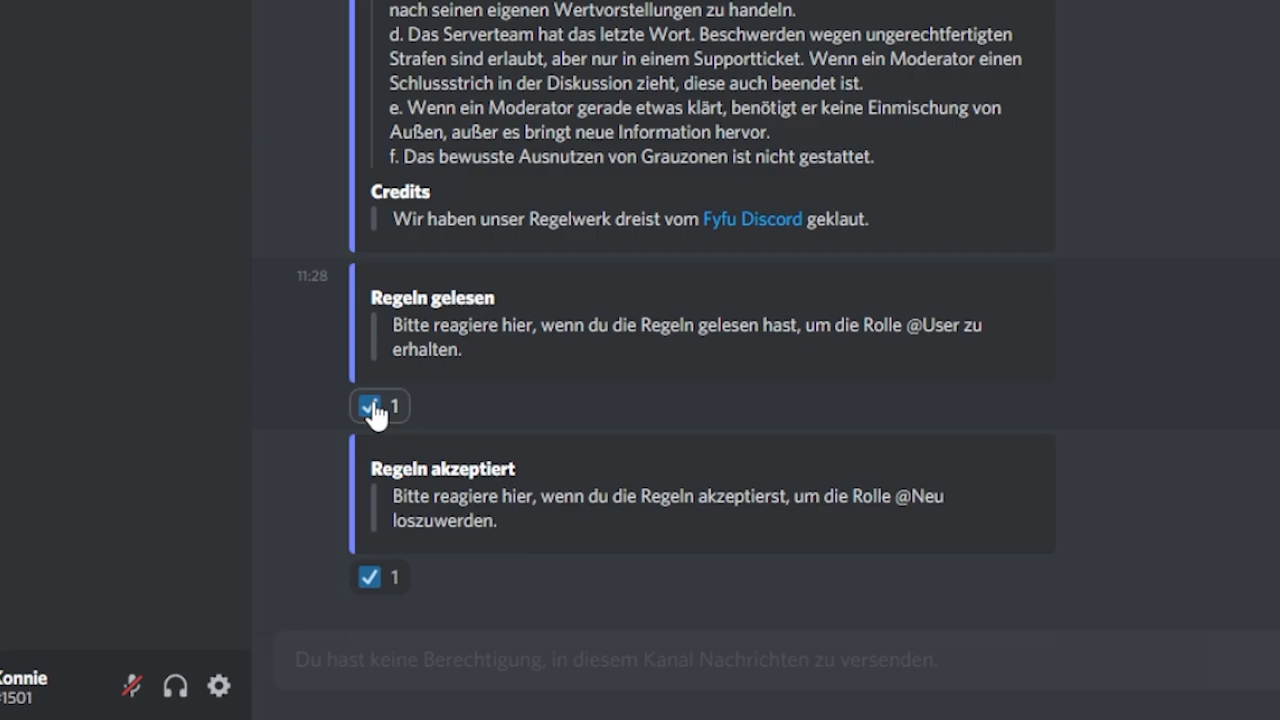 nach seinen eigenen Wertvorstellungen zu handeln.
d. Das Serverteam hat das letzte Wort. Beschwerden wegen ungerechtfertigten
Strafen sind erlaubt, aber nur in einem Supportticket. Wenn ein Moderator einen
Schlussstrich in der Diskussion zieht, diese auch beendet ist.
e. Wenn ein Moderator gerade etwas klärt, benötigt er keine Einmischung von
Außen, außer es bringt neue Information hervor.
f. Das bewusste Ausnutzen von Grauzonen ist nicht gestattet.
Credits
Wir haben unser Regelwerk dreist vom Fyfu Discord geklaut.
11:28
Regeln gelesen
Bitte reagiere hier, wenn du die Regeln gelesen hast, um die Rolle @User zu
erhalten.
1
Regeln akzeptiert
Bitte reagiere hier, wenn du die Regeln akzeptierst, um die Rolle @Neu
loszuwerden.
1
Du hast keine Berechtigung, in diesem Kanal Nachrichten zu versenden.
Konnie
#1501